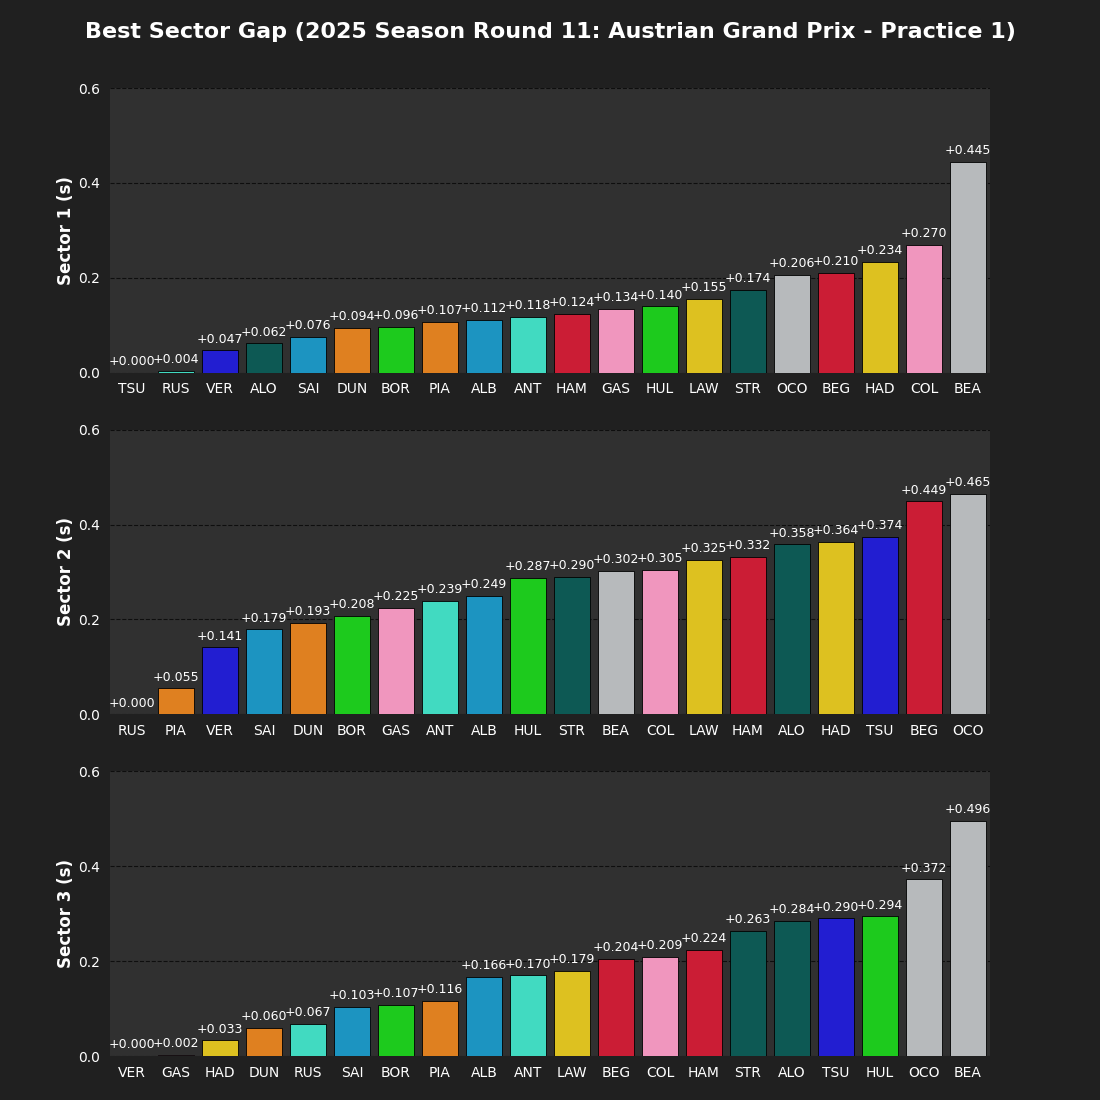 Best Sector Gap (2025 Season Round 11: Austrian Grand Prix - Practice 1)
Sector 1 (s)
0.6
0.4
0.2
0.0
+0.000 +0.004 +0.047 +0.062 +0.076 +0.094 +0.096 +0.107 +0.112 +0.118 +0.124 +0.134 +0.140 +0.155 +0.174 +0.206 +0.210 +0.234 +0.270 +0.445
TSU RUS VER ALO SAI DUN BOR PIA ALB ANT HAM GAS HUL LAW STR OCO BEG HAD COL BEA
Sector 2 (s)
0.6
0.4
0.2
0.0
+0.000 +0.055 +0.141 +0.179 +0.193 +0.208 +0.225 +0.239 +0.249 +0.287 +0.290 +0.302 +0.305 +0.325 +0.332 +0.358 +0.364 +0.374 +0.449 +0.465
RUS PIA VER SAI DUN BOR GAS ANT ALB HUL STR BEA COL LAW HAM ALO HAD TSU BEG OCO
Sector 3 (s)
0.6
0.4
0.2
0.0
+0.000 +0.002 +0.033 +0.060 +0.067 +0.103 +0.107 +0.116 +0.166 +0.170 +0.179 +0.204 +0.209 +0.224 +0.263 +0.284 +0.290 +0.294 +0.372 +0.496
VER GAS HAD DUN RUS SAI BOR PIA ALB ANT LAW BEG COL HAM STR ALO TSU HUL OCO BEA